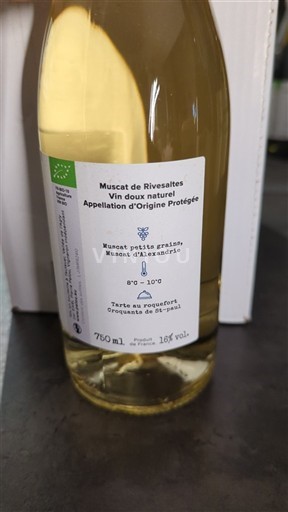 Muscat de Rivesaltes
Vin doux naturel
Appellation d'Origine Protégée
Muscat petits grains,
Muscat d'Alexandrie
8°C - 10°C
Tarte au roquefort
Croquants de St-paul
750 ml
Produit
de France
16% vol.